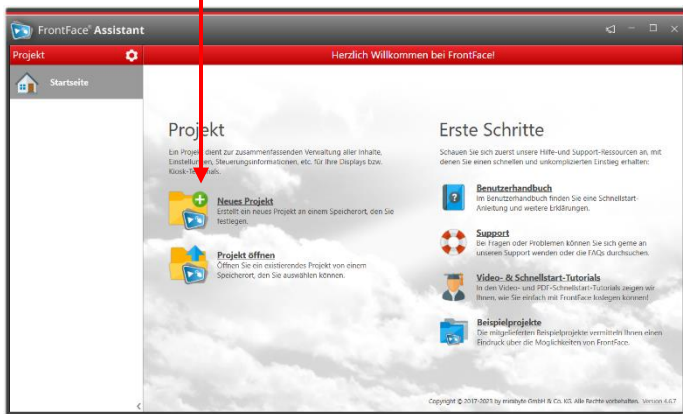 FrontFace® Assistant
Projekt
Herzlich Willkommen bei FrontFace!
Startseite
Projekt
Ein Projekt dient zur zusammenfassenden Verwaltung aller Inhalte,
Einstellungen, Steuerungsinformationen, etc. für Ihre Displays bzw.
Kiosk-Terminals.
Neues Projekt
Erstellt ein neues Projekt an einem Speicherort, den Sie
festlegen.
Projekt öffnen
Öffnen Sie ein existierendes Projekt von einem
Speicherort, den Sie auswählen können.
Erste Schritte
Schauen Sie sich zuerst unsere Hilfe-und Support-Ressourcen an, mit
denen Sie einen schnellen und unkomplizierten Einstieg erhalten:
Benutzerhandbuch
Im Benutzerhandbuch finden Sie eine Schnellstart-
Anleitung und weitere Erklärungen.
Support
Bei Fragen oder Problemen können Sie sich gerne an
unseren Support wenden oder die FAQs durchsuchen.
Video- & Schnellstart-Tutorials
In den Video- und PDF-Schnellstart-Tutorials zeigen wir
Ihnen, wie Sie einfach mit FrontFace loslegen können!
Beispielprojekte
Die mitgelieferten Beispielprojekte vermitteln Ihnen einen
Eindruck über die Möglichkeiten von FrontFace.
Copyright © 2017-2023 by mirabyte GmbH & Co. KG. Alle Rechte vorbehalten. Version 4.6.7